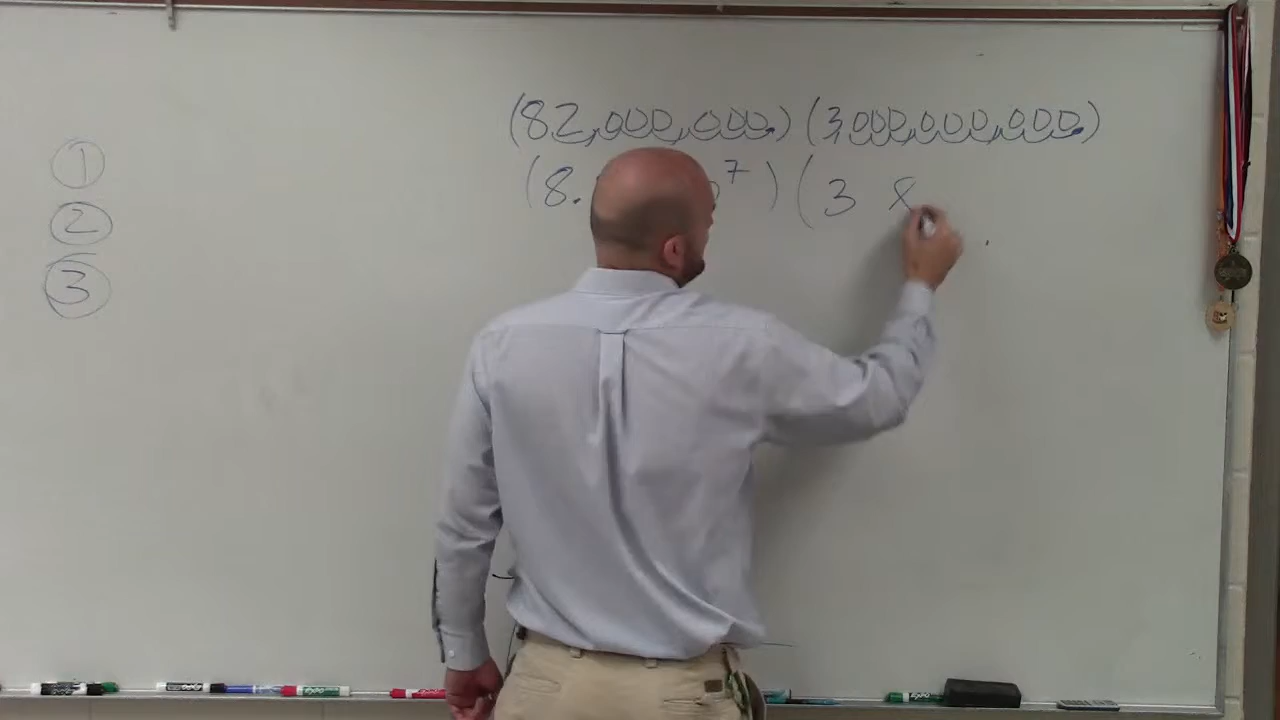 (82,000,000.) (3,000,000,000.)
(8. 7) (3 x
1
2
3